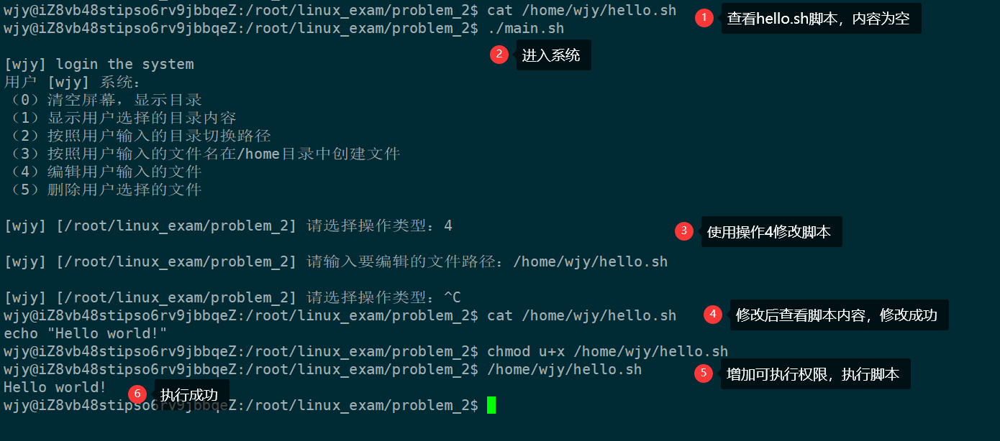 wjy@iZ8vb48stipso6rv9jbbqeZ:/root/linux_exam/problem_2$ cat /home/wjy/hello.sh
1 查看hello.sh脚本，内容为空
wjy@iZ8vb48stipso6rv9jbbqeZ:/root/linux_exam/problem_2$ ./main.sh
2 进入系统
[wjy] login the system
用户 [wjy] 系统：
（0）清空屏幕，显示目录
（1）显示用户选择的目录内容
（2）按照用户输入的目录切换路径
（3）按照用户输入的文件名在/home目录中创建文件
（4）编辑用户输入的文件
（5）删除用户选择的文件
[wjy] [/root/linux_exam/problem_2] 请选择操作类型：4
3 使用操作4修改脚本
[wjy] [/root/linux_exam/problem_2] 请输入要编辑的文件路径：/home/wjy/hello.sh
[wjy] [/root/linux_exam/problem_2] 请选择操作类型：^C
wjy@iZ8vb48stipso6rv9jbbqeZ:/root/linux_exam/problem_2$ cat /home/wjy/hello.sh
4 修改后查看脚本内容，修改成功
echo "Hello world!"
wjy@iZ8vb48stipso6rv9jbbqeZ:/root/linux_exam/problem_2$ chmod u+x /home/wjy/hello.sh
wjy@iZ8vb48stipso6rv9jbbqeZ:/root/linux_exam/problem_2$ /home/wjy/hello.sh
5 增加可执行权限，执行脚本
Hello world!
6 执行成功
wjy@iZ8vb48stipso6rv9jbbqeZ:/root/linux_exam/problem_2$